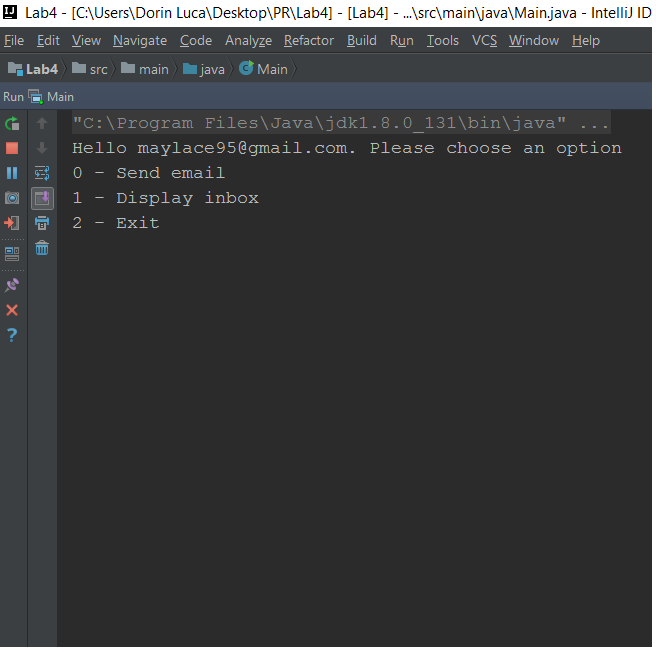 Lab4 - [C:\Users\Dorin Luca\Desktop\PR\Lab4] - [Lab4] - ...\src\main\java\Main.java - IntelliJ ID
File Edit View Navigate Code Analyze Refactor Build Run Tools VCS Window Help
Lab4 src main java Main
Run Main
"C:\Program Files\Java\jdk1.8.0_131\bin\java" ...
Hello maylace95@gmail.com. Please choose an option
0 - Send email
1 - Display inbox
2 - Exit